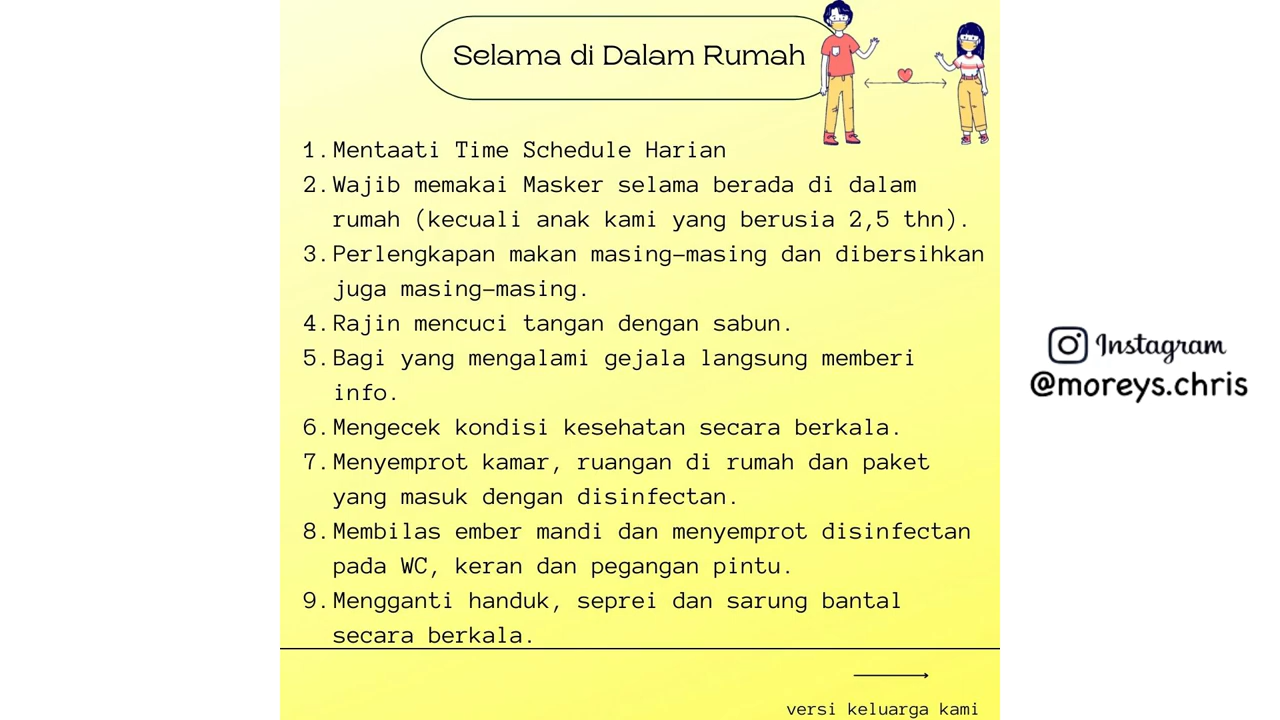 Selama di Dalam Rumah
1. Mentaati Time Schedule Harian
2. Wajib memakai Masker selama berada di dalam
rumah (kecuali anak kami yang berusia 2,5 thn).
3. Perlengkapan makan masing-masing dan dibersihkan
juga masing-masing.
4. Rajin mencuci tangan dengan sabun.
5. Bagi yang mengalami gejala langsung memberi
info.
6. Mengecek kondisi kesehatan secara berkala.
7. Menyemprot kamar, ruangan di rumah dan paket
yang masuk dengan disinfectan.
8. Membilas ember mandi dan menyemprot disinfectan
pada WC, keran dan pegangan pintu.
9. Mengganti handuk, seprei dan sarung bantal
secara berkala.
versi keluarga kami
Instagram
@moreys.chris